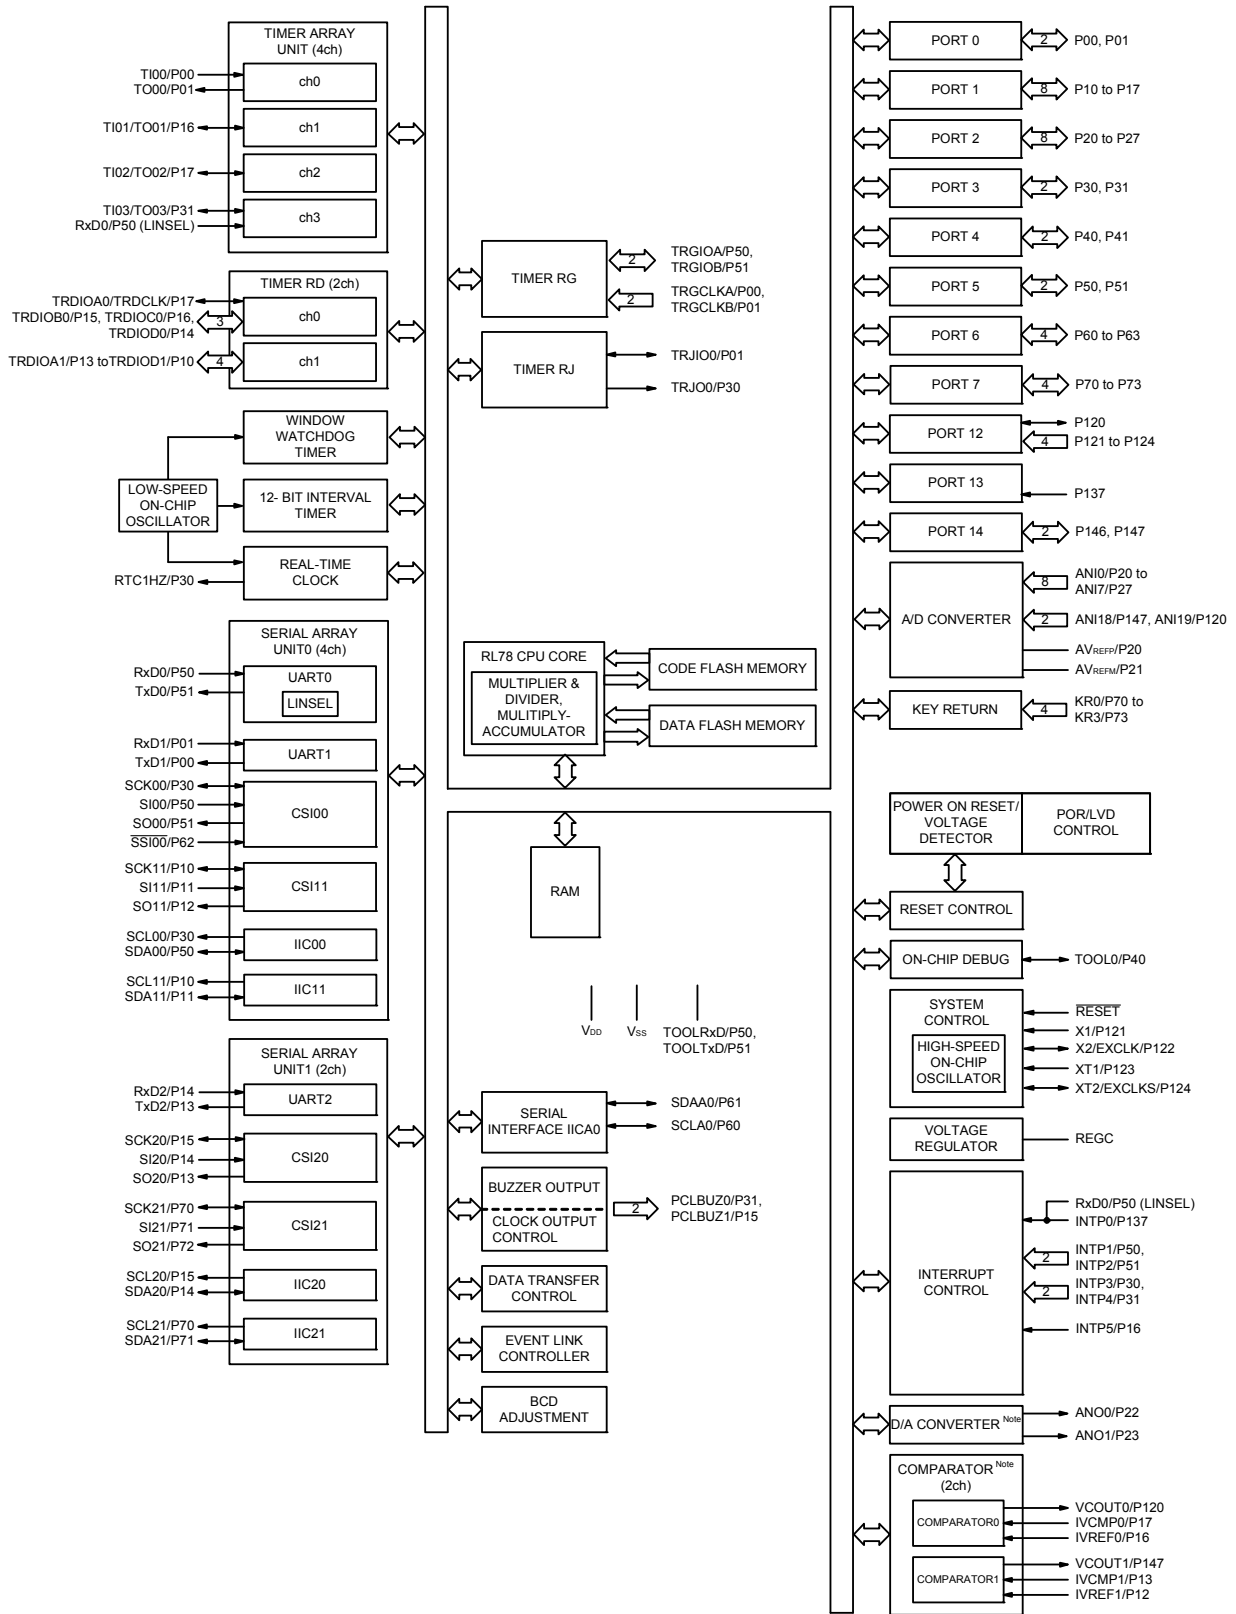 TIMER ARRAY
UNIT (4ch)
TI00/P00
TO00/P01
ch0
TI01/TO01/P16
ch1
TI02/TO02/P17
ch2
TI03/TO03/P31
RxD0/P50 (LINSEL)
ch3
TIMER RD (2ch)
TRDIOA0/TRDCLK/P17
TRDIOB0/P15, TRDIOC0/P16,
TRDIOD0/P14
3
ch0
TRDIOA1/P13 toTRDIOD1/P10
4
ch1
WINDOW
WATCHDOG
TIMER
LOW-SPEED
ON-CHIP
OSCILLATOR
12- BIT INTERVAL
TIMER
REAL-TIME
CLOCK
RTC1HZ/P30
SERIAL ARRAY
UNIT0 (4ch)
RxD0/P50
TxD0/P51
UART0
LINSEL
RxD1/P01
TxD1/P00
UART1
SCK00/P30
SI00/P50
SO00/P51
SSI00/P62
CSI00
SCK11/P10
SI11/P11
SO11/P12
CSI11
SCL00/P30
SDA00/P50
IIC00
SCL11/P10
SDA11/P11
IIC11
SERIAL ARRAY
UNIT1 (2ch)
RxD2/P14
TxD2/P13
UART2
SCK20/P15
SI20/P14
SO20/P13
CSI20
SCK21/P70
SI21/P71
SO21/P72
CSI21
SCL20/P15
SDA20/P14
IIC20
SCL21/P70
SDA21/P71
IIC21
TIMER RG
2
TRGIOA/P50,
TRGIOB/P51
2
TRGCLKA/P00,
TRGCLKB/P01
TIMER RJ
TRJIO0/P01
TRJO0/P30
RL78 CPU CORE
MULTIPLIER &
DIVIDER,
MULITIPLY-
ACCUMULATOR
CODE FLASH MEMORY
DATA FLASH MEMORY
RAM
VDD
VSS
TOOLRxD/P50,
TOOLTxD/P51
SERIAL
INTERFACE IICA0
SDAA0/P61
SCLA0/P60
BUZZER OUTPUT
CLOCK OUTPUT
CONTROL
2
PCLBUZ0/P31,
PCLBUZ1/P15
DATA TRANSFER
CONTROL
EVENT LINK
CONTROLLER
BCD
ADJUSTMENT
PORT 0
2
P00, P01
PORT 1
8
P10 to P17
PORT 2
8
P20 to P27
PORT 3
2
P30, P31
PORT 4
2
P40, P41
PORT 5
2
P50, P51
PORT 6
4
P60 to P63
PORT 7
4
P70 to P73
PORT 12
P120
4
P121 to P124
PORT 13
P137
PORT 14
2
P146, P147
A/D CONVERTER
8
ANI0/P20 to
ANI7/P27
2
ANI18/P147, ANI19/P120
AVREFP/P20
AVREFM/P21
KEY RETURN
4
KR0/P70 to
KR3/P73
POWER ON RESET/
VOLTAGE
DETECTOR
POR/LVD
CONTROL
RESET CONTROL
ON-CHIP DEBUG
TOOL0/P40
SYSTEM
CONTROL
HIGH-SPEED
ON-CHIP
OSCILLATOR
RESET
X1/P121
X2/EXCLK/P122
XT1/P123
XT2/EXCLKS/P124
VOLTAGE
REGULATOR
REGC
INTERRUPT
CONTROL
RxD0/P50 (LINSEL)
INTP0/P137
2
INTP1/P50,
INTP2/P51
2
INTP3/P30,
INTP4/P31
INTP5/P16
D/A CONVERTER Note
ANO0/P22
ANO1/P23
COMPARATOR Note
(2ch)
COMPARATOR0
VCOUT0/P120
IVCMP0/P17
IVREF0/P16
COMPARATOR1
VCOUT1/P147
IVCMP1/P13
IVREF1/P12